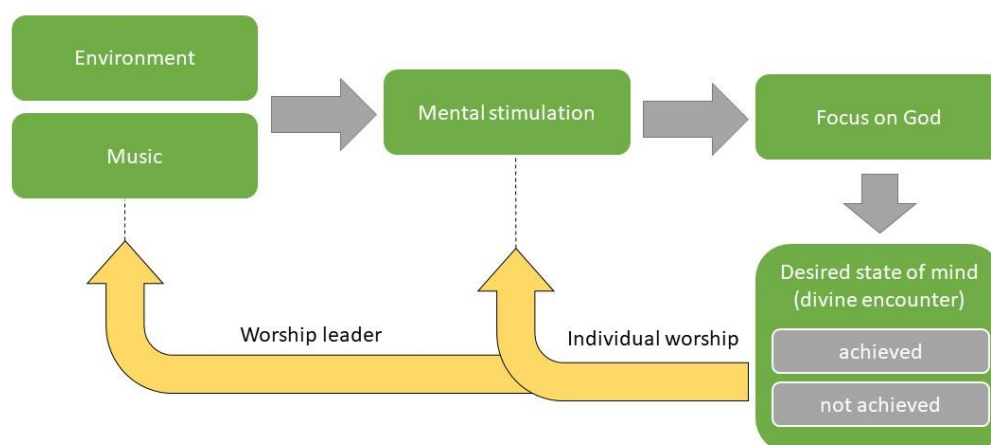 Environment
Music
Mental stimulation
Focus on God
Desired state of mind
(divine encounter)
achieved
not achieved
Worship leader
Individual worship